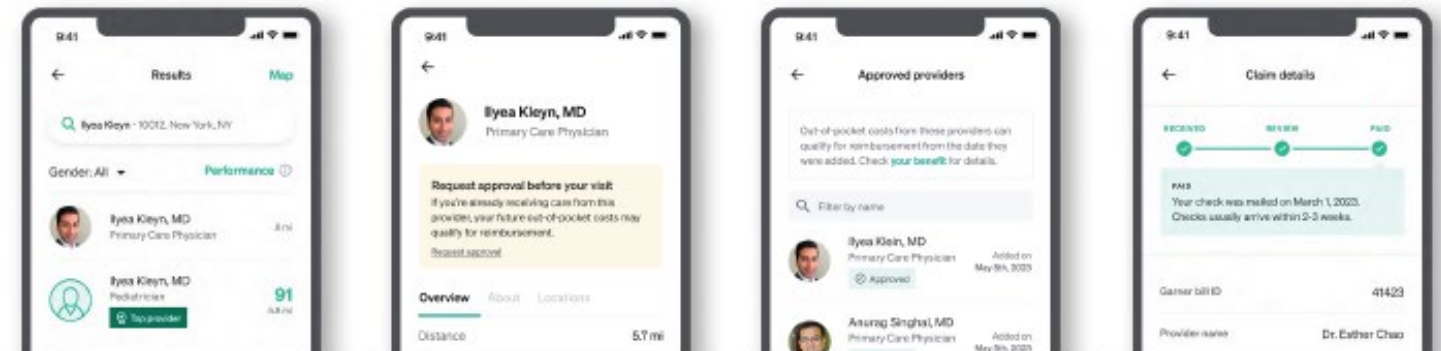 9:41
Results
Map
Ilyea Kleyn · 10012, New York, NY
Gender: All
Performance
Ilyea Kleyn, MD
Primary Care Physician
Ilyea Kleyn, MD
Pediatrician
91
Top provider
9:41
Ilyea Kleyn, MD
Primary Care Physician
Request approval before your visit
If you're already receiving care from this
provider, your future out-of-pocket costs may
qualify for reimbursement.
Request approval
Overview About Locations
Distance 5.7 mi
9:41
Approved providers
Out-of-pocket costs from these providers can
qualify for reimbursement from the date they
were added. Check your benefit for details.
Filter by name
Ilyea Klein, MD
Primary Care Physician
Added on
May 5th, 2023
Approved
Anurag Singhal, MD
Primary Care Physician
Added on
May 5th, 2023
9:41
Claim details
RECEIVED REVIEW PAID
PAID
Your check was mailed on March 1, 2023.
Checks usually arrive within 2-3 weeks.
Garner bill ID 41423
Provider name Dr. Esther Chao